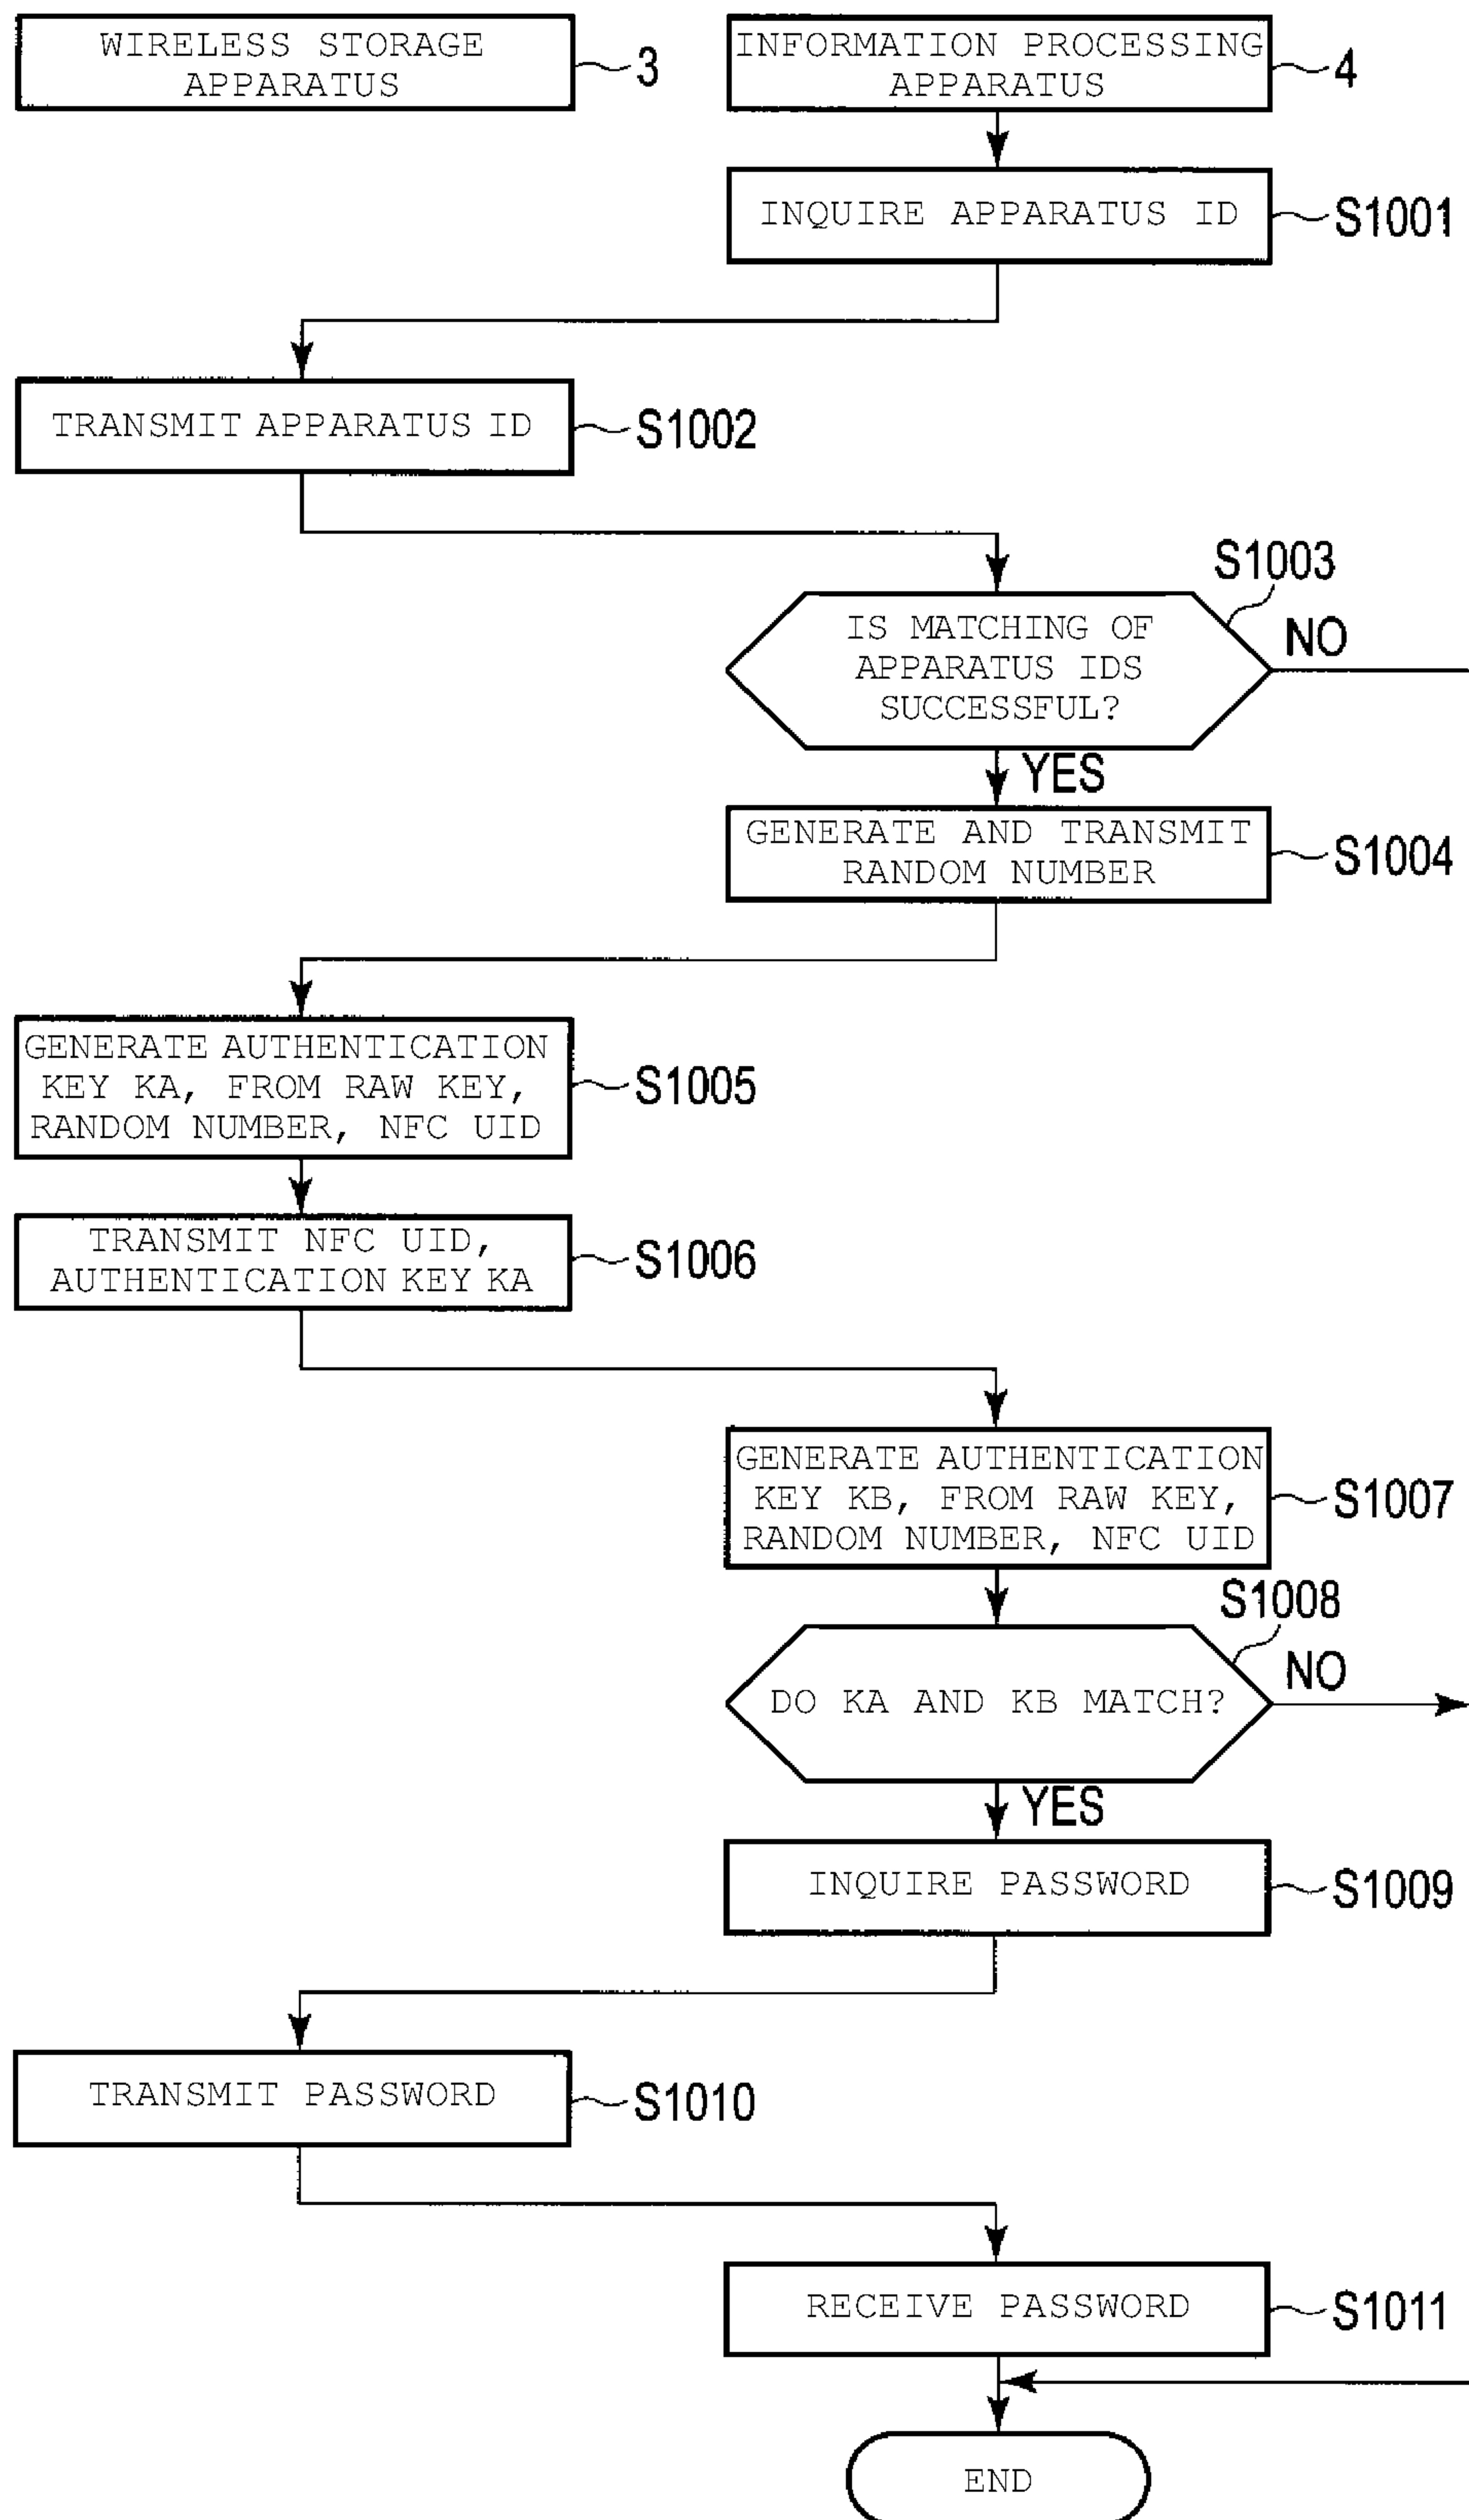 WIRELESS STORAGE
APPARATUS
3
INFORMATION PROCESSING
APPARATUS
4
INQUIRE APPARATUS ID
S1001
TRANSMIT APPARATUS ID
S1002
S1003
IS MATCHING OF
APPARATUS IDS
SUCCESSFUL?
NO
YES
GENERATE AND TRANSMIT
RANDOM NUMBER
S1004
GENERATE AUTHENTICATION
KEY KA, FROM RAW KEY,
RANDOM NUMBER, NFC UID
S1005
TRANSMIT NFC UID,
AUTHENTICATION KEY KA
S1006
GENERATE AUTHENTICATION
KEY KB, FROM RAW KEY,
RANDOM NUMBER, NFC UID
S1007
S1008
DO KA AND KB MATCH?
NO
YES
INQUIRE PASSWORD
S1009
TRANSMIT PASSWORD
S1010
RECEIVE PASSWORD
S1011
END